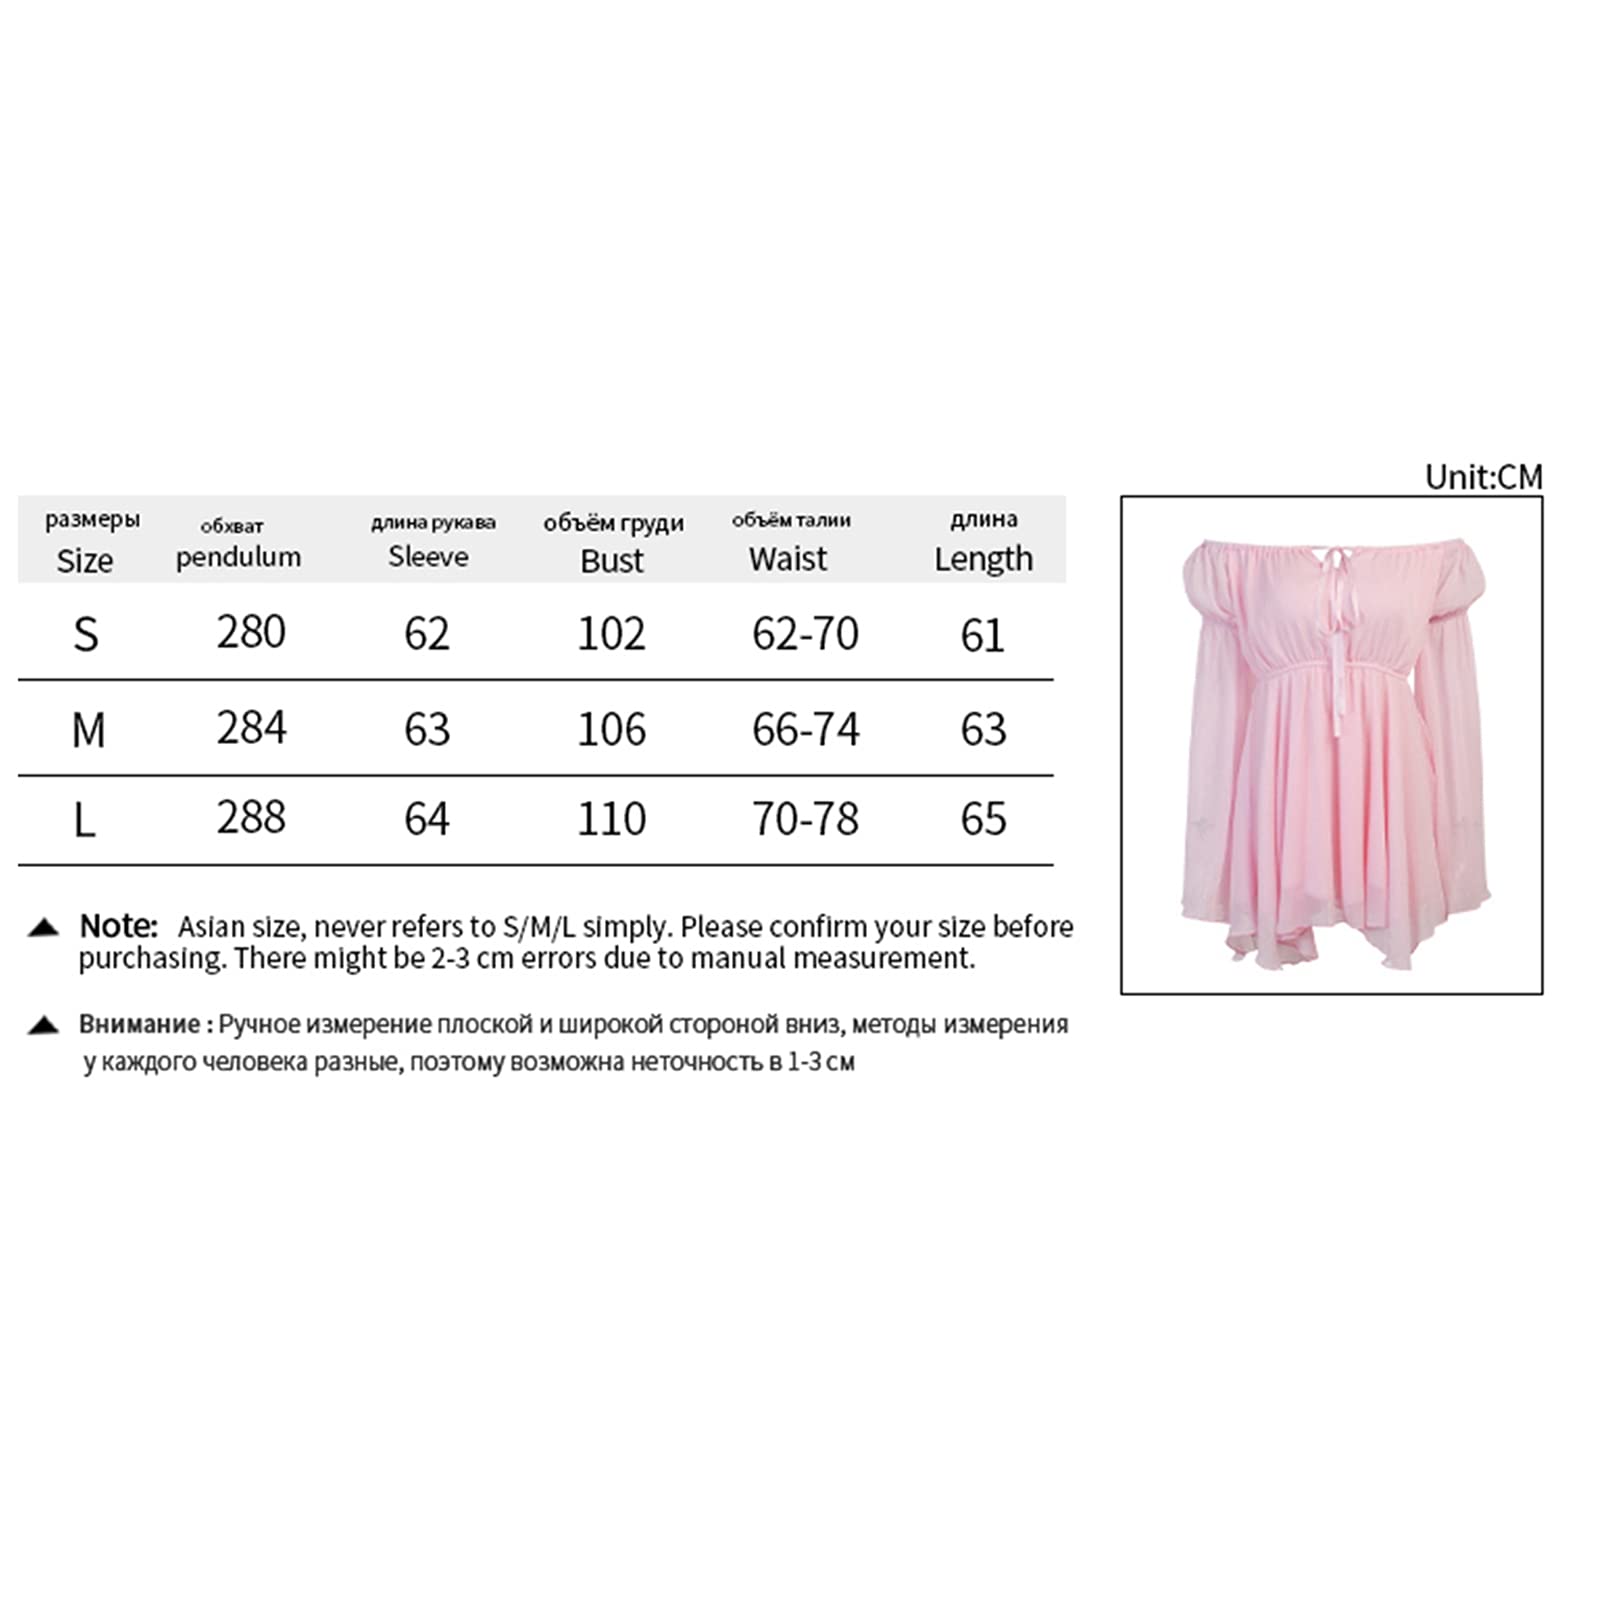 Unit:CM
размеры обхват длина рукава объём груди объём талии длина
Size pendulum Sleeve Bust Waist Length
S 280 62 102 62-70 61
M 284 63 106 66-74 63
L 288 64 110 70-78 65
Note: Asian size, never refers to S/M/L simply. Please confirm your size before
purchasing. There might be 2-3 cm errors due to manual measurement.
Внимание : Ручное измерение плоской и широкой стороной вниз, методы измерения
у каждого человека разные, поэтому возможна неточность в 1-3 см